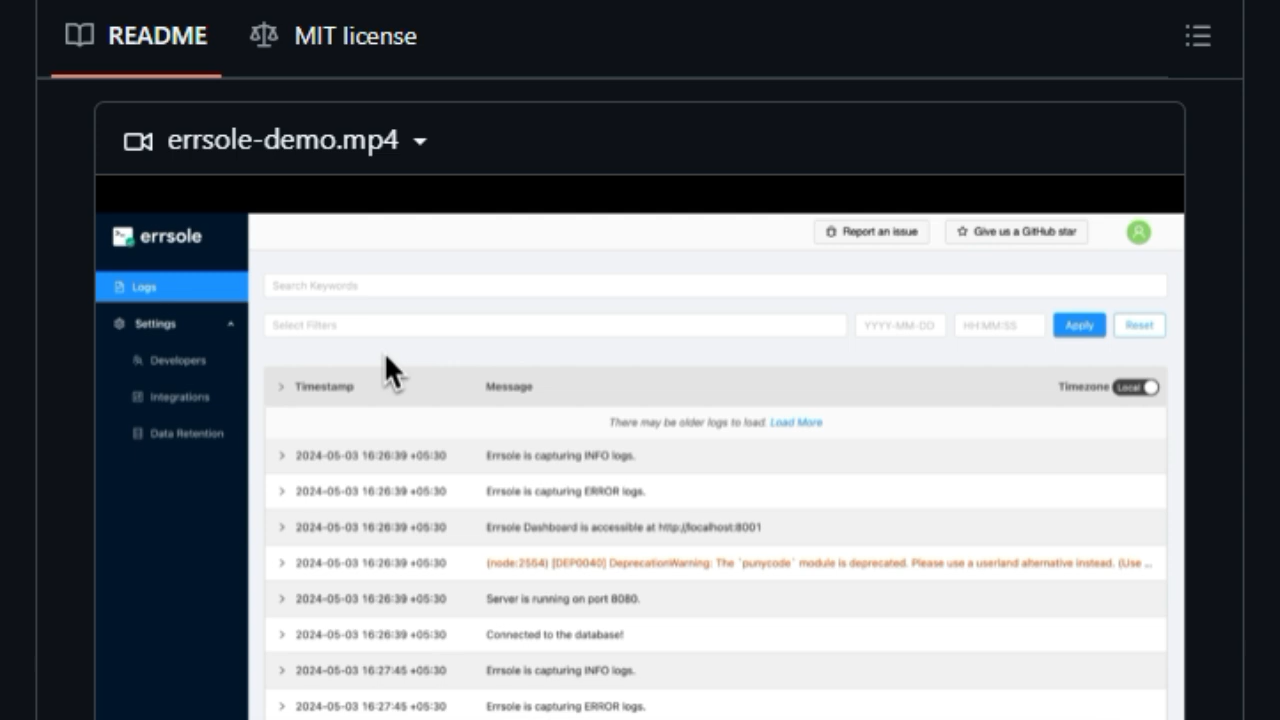 README MIT license
errsole-demo.mp4
errsole
Report an issue Give us a GitHub star
Logs
Search Keywords
Settings
Select Filters YYYY-MM-DD HH:MM:SS Apply Reset
Developers
Integrations
Data Retention
Timestamp Message Timezone Local
There may be older logs to load. Load More
2024-05-03 16:26:39 +05:30 Errsole is capturing INFO logs.
2024-05-03 16:26:39 +05:30 Errsole is capturing ERROR logs.
2024-05-03 16:26:39 +05:30 Errsole Dashboard is accessible at http://localhost:8001
2024-05-03 16:26:39 +05:30 (node:2554) [DEP0040] DeprecationWarning: The `punycode` module is deprecated. Please use a userland alternative instead. (Use ...
2024-05-03 16:26:39 +05:30 Server is running on port 8080.
2024-05-03 16:26:39 +05:30 Connected to the database!
2024-05-03 16:27:45 +05:30 Errsole is capturing INFO logs.
2024-05-03 16:27:45 +05:30 Errsole is capturing ERROR logs.